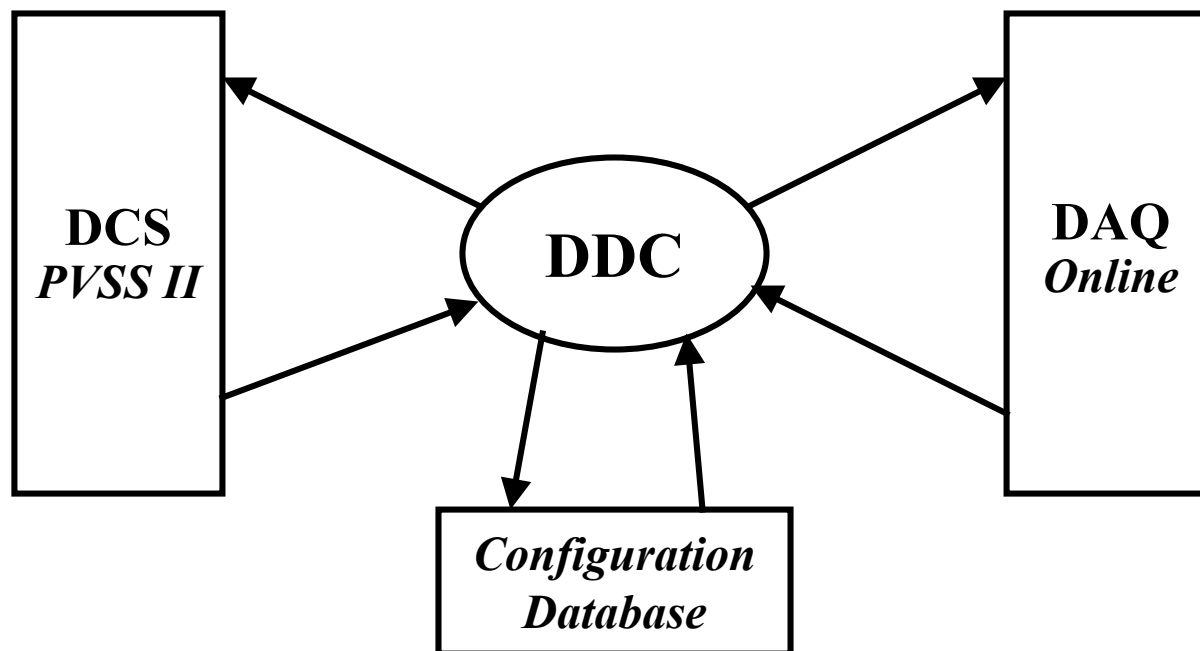 DCS
PVSS II
DDC
DAQ
Online
Configuration
Database